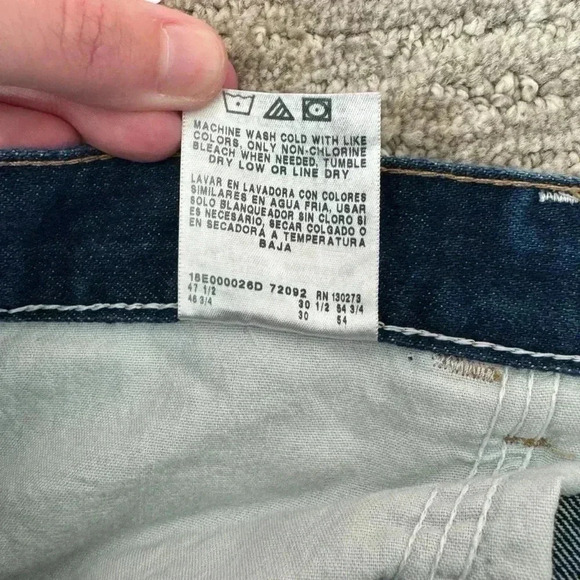 MACHINE WASH COLD WITH LIKE
COLORS, ONLY NON-CHLORINE
BLEACH WHEN NEEDED, TUMBLE
DRY LOW OR LINE DRY
LAVAR EN LAVADORA CON COLORES
SIMILARES EN AGUA FRIA, USAR
SOLO BLANQUEADOR SIN CLORO SI
ES NECESARIO, SECAR COLGADO O
EN SECADORA A TEMPERATURA
BAJA
18E000026D 72092 RN 130273
47 1/2 30 1/2 54 3/4
46 3/4 30 54